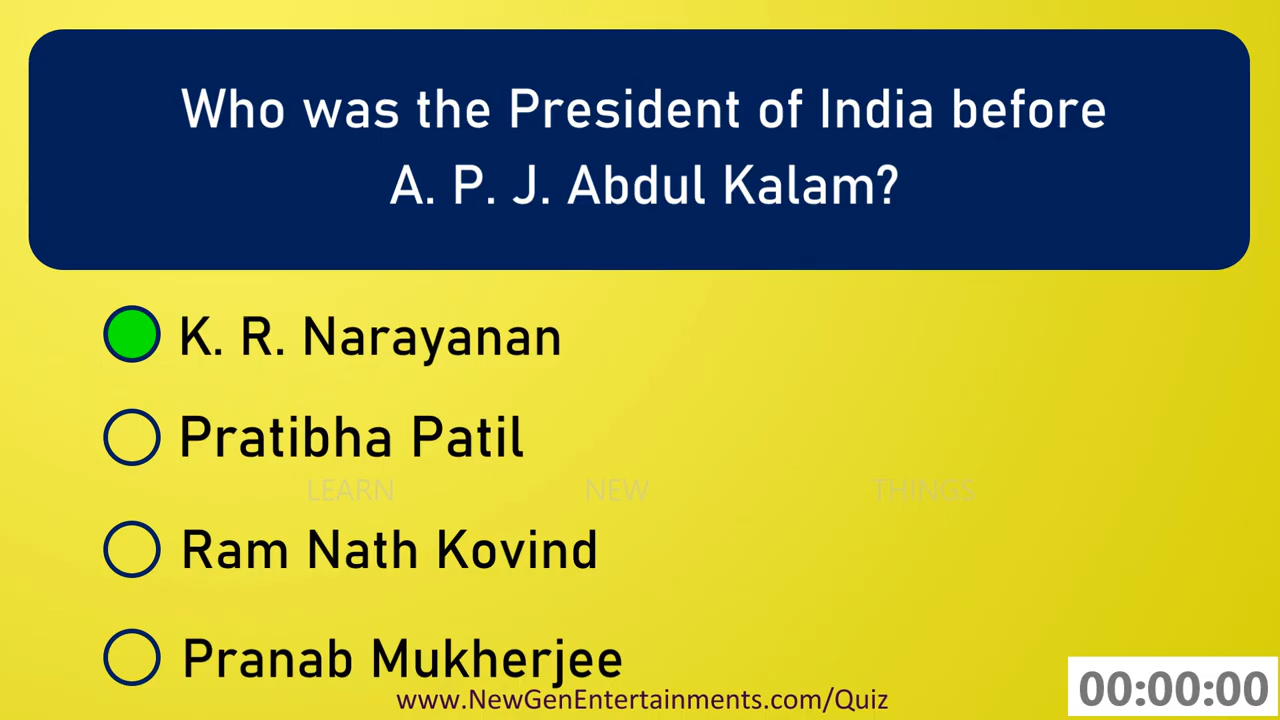 Who was the President of India before
A. P. J. Abdul Kalam?
K. R. Narayanan
Pratibha Patil
LEARN NEW THINGS
Ram Nath Kovind
Pranab Mukherjee
www.NewGenEntertainments.com/Quiz
00:00:00